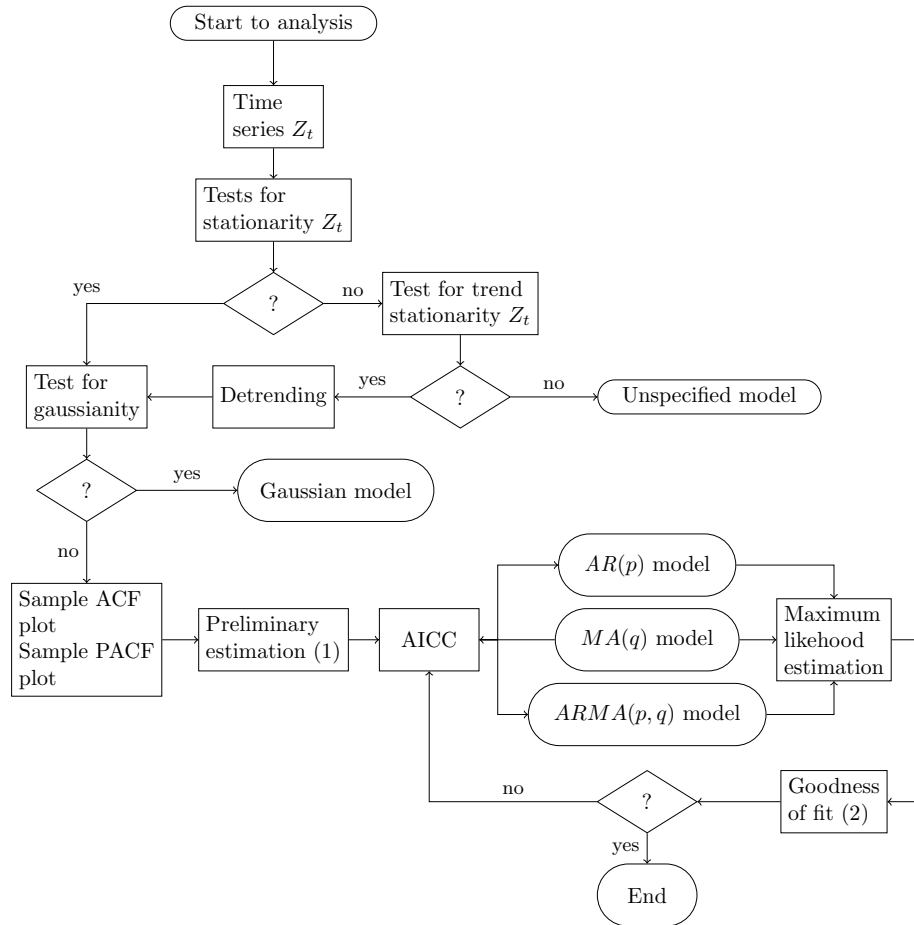 Start to analysis
Time
series Z_t
Tests for
stationarity Z_t
?
yes
no
Test for trend
stationarity Z_t
Test for
gaussianity
Detrending
yes
?
no
Unspecified model
?
yes
Gaussian model
no
Sample ACF
plot
Sample PACF
plot
Preliminary
estimation (1)
AICC
AR(p) model
MA(q) model
ARMA(p, q) model
Maximum
likehood
estimation
no
?
Goodness
of fit (2)
yes
End